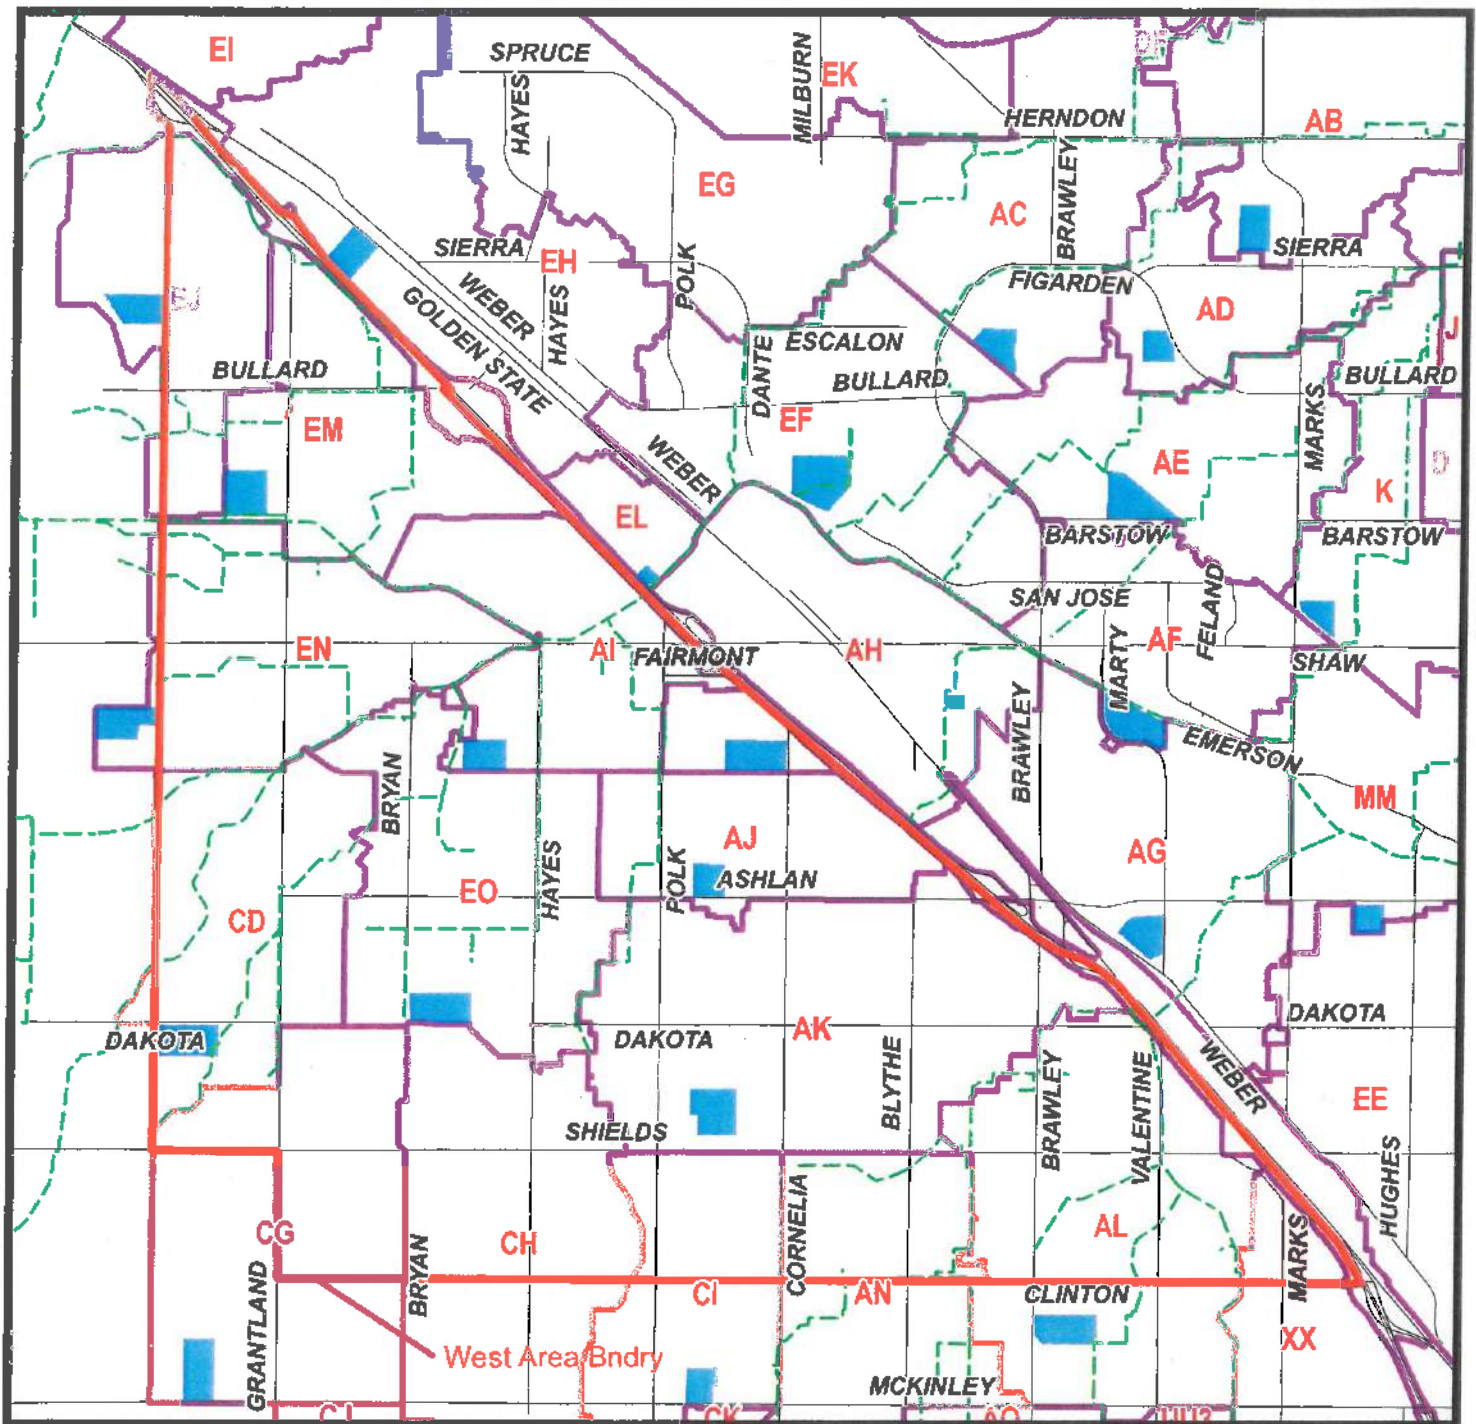 EI
SPRUCE
HAYES
MILBURN
EK
HERNDON
AB
EG
BRAWLEY
AC
SIERRA
EH
SIERRA
WEBER
POLK
FIGARDEN
GOLDEN STATE
HAYES
EJ
AD
J
ESCALON
DANTE
BULLARD
BULLARD
BULLARD
EM
EF
MARKS
WEBER
AE
K
D
EL
BARSTOW
BARSTOW
SAN JOSE
FELAND
EN
AI
FAIRMONT
AH
MARTY
AF
SHAW
BRAWLEY
EMERSON
BRYAN
MM
AJ
AG
HAYES
POLK
ASHLAN
EO
CD
DAKOTA
DAKOTA
AK
DAKOTA
BLYTHE
BRAWLEY
VALENTINE
WEBER
EE
SHIELDS
HUGHES
CG
CH
CORNELIA
AL
MARKS
GRANTLAND
BRYAN
CI
AN
CLINTON
XX
West Area Bndry
MCKINLEY
CJ
CK
AO